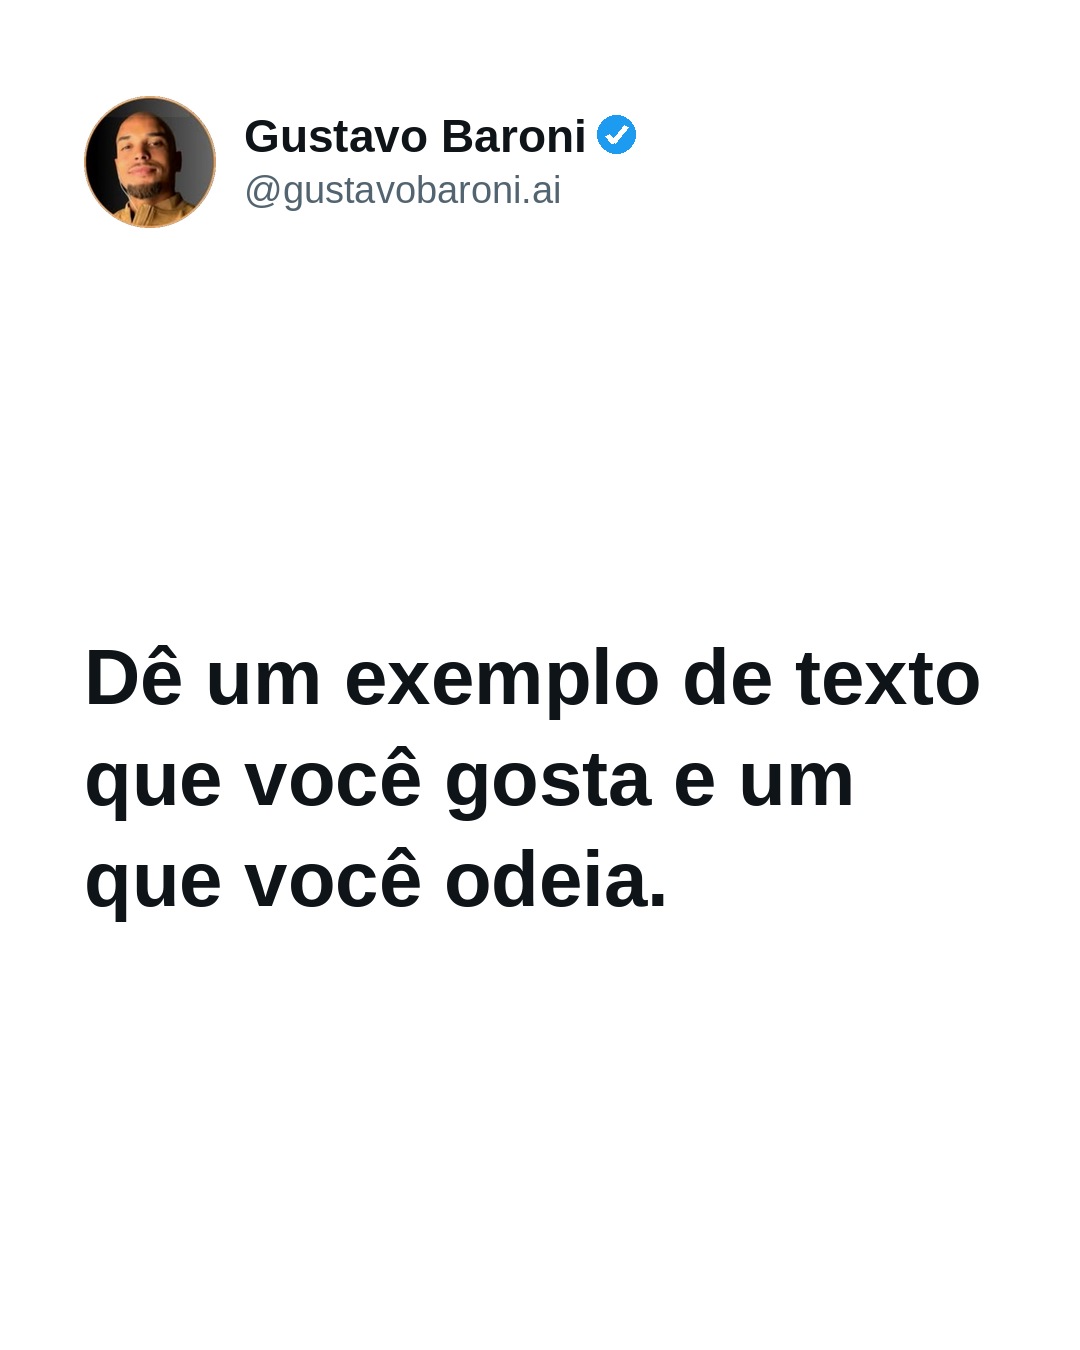 Gustavo Baroni
@gustavobaroni.ai
Dê um exemplo de texto
que você gosta e um
que você odeia.